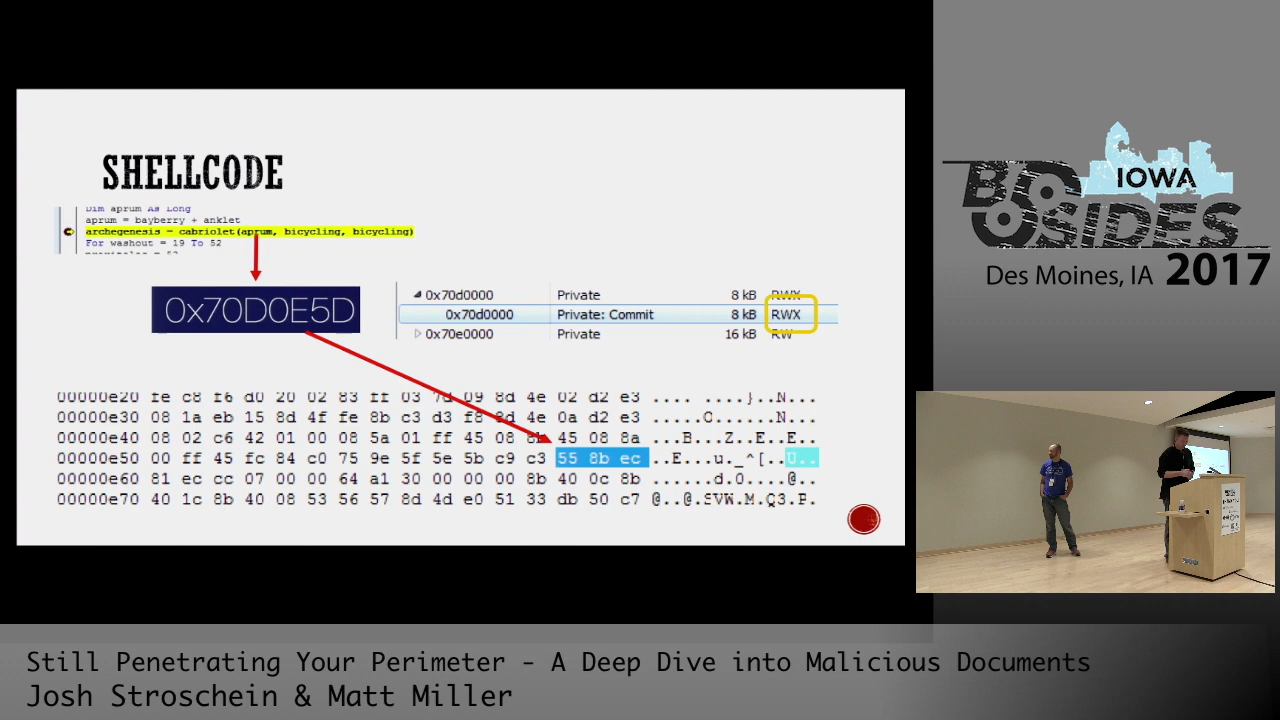 SHELLCODE
Dim aprum As Long
aprum = bayberry + anklet
archegenesis = cabriolet(aprum, bicycling, bicycling)
For washout = 19 To 52
0x70D0E5D
0x70d0000 Private 8 kB RWX
0x70d0000 Private: Commit 8 kB RWX
0x70e0000 Private 16 kB RW
00000e20 fe c8 f6 d0 20 02 83 ff 03 7d 09 8d 4e 02 d2 e3 .... ....}..N...
00000e30 08 1a eb 15 8d 4f fe 8b c3 d3 f8 8d 4e 0a d2 e3 .....O......N...
00000e40 08 02 c6 42 01 00 08 5a 01 ff 45 08 8b 45 08 8a ...B...Z..E..E..
00000e50 00 ff 45 fc 84 c0 75 9e 5f 5e 5b c9 c3 55 8b ec ..E...u._^[..U..
00000e60 81 ec cc 07 00 00 64 a1 30 00 00 00 8b 40 0c 8b ......d.0....@..
00000e70 40 1c 8b 40 08 53 56 57 8d 4d e0 51 33 db 50 c7 @..@.SVW.M.Q3.P.
IOWA
BSIDES
Des Moines, IA 2017
Still Penetrating Your Perimeter - A Deep Dive into Malicious Documents
Josh Stroschein & Matt Miller